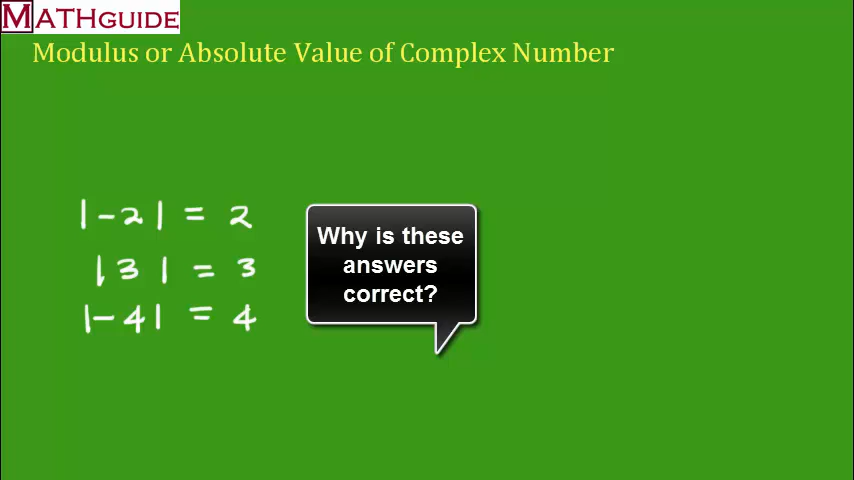 MATHGUIDE
Modulus or Absolute Value of Complex Number
|-2| = 2
|3| = 3
|-4| = 4
Why is these
answers
correct?